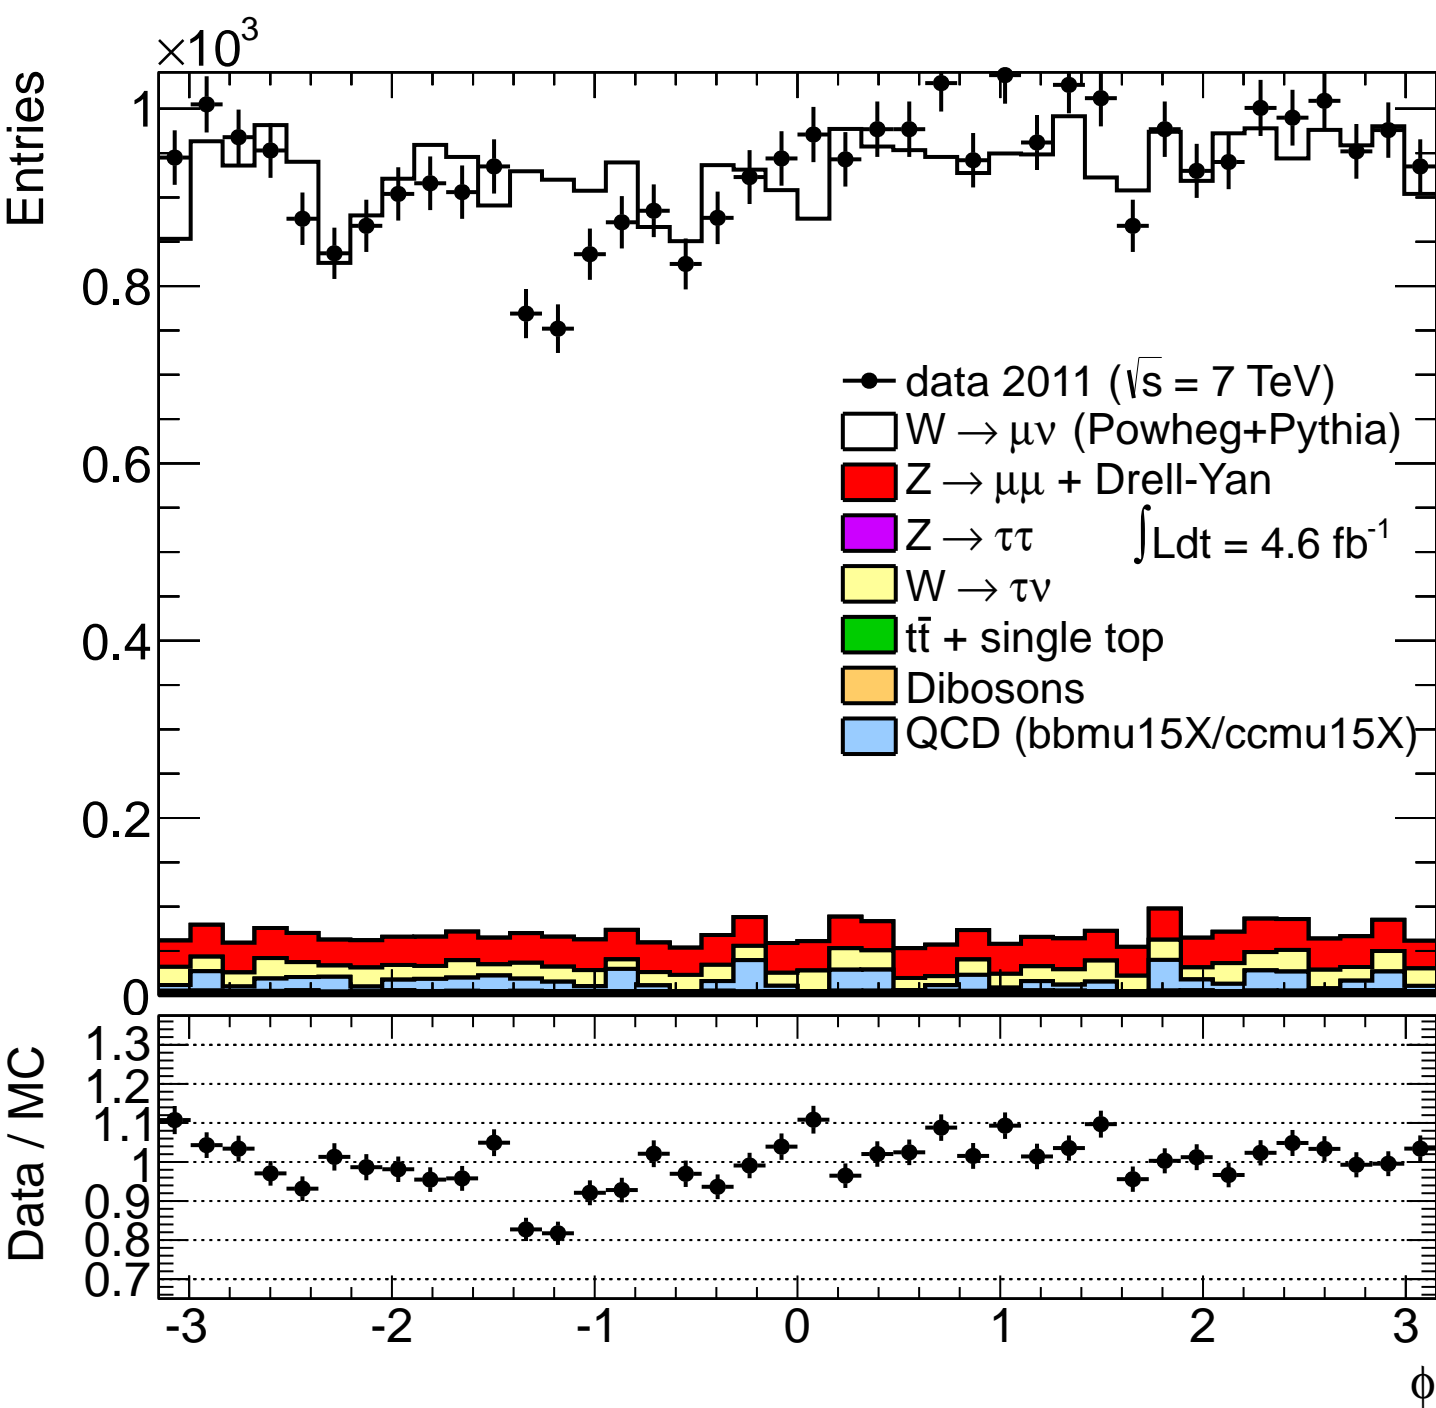 ×10³
Entries
1
0.8
0.6
0.4
0.2
0
data 2011 (√s = 7 TeV)
W → μν (Powheg+Pythia)
Z → μμ + Drell-Yan
Z → ττ
∫Ldt = 4.6 fb⁻¹
W → τν
tt̄ + single top
Dibosons
QCD (bbmu15X/ccmu15X)
Data / MC
1.3
1.2
1.1
1
0.9
0.8
0.7
-3 -2 -1 0 1 2 3
ϕ